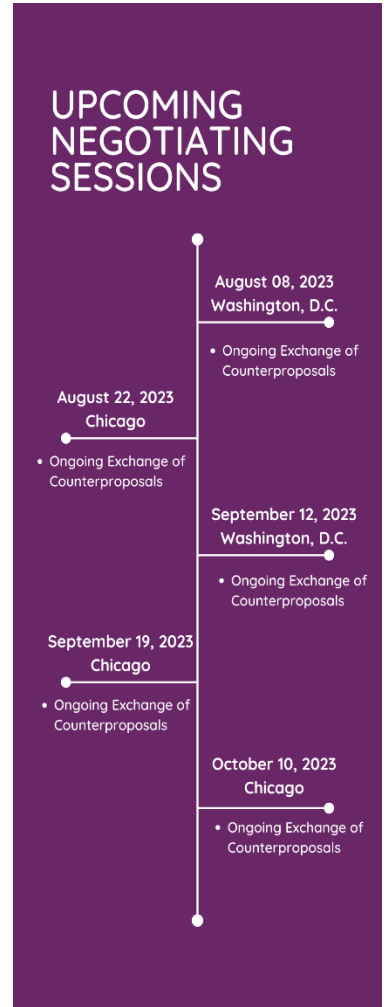 UPCOMING
NEGOTIATING
SESSIONS
August 08, 2023
Washington, D.C.
• Ongoing Exchange of
Counterproposals
August 22, 2023
Chicago
• Ongoing Exchange of
Counterproposals
September 12, 2023
Washington, D.C.
• Ongoing Exchange of
Counterproposals
September 19, 2023
Chicago
• Ongoing Exchange of
Counterproposals
October 10, 2023
Chicago
• Ongoing Exchange of
Counterproposals